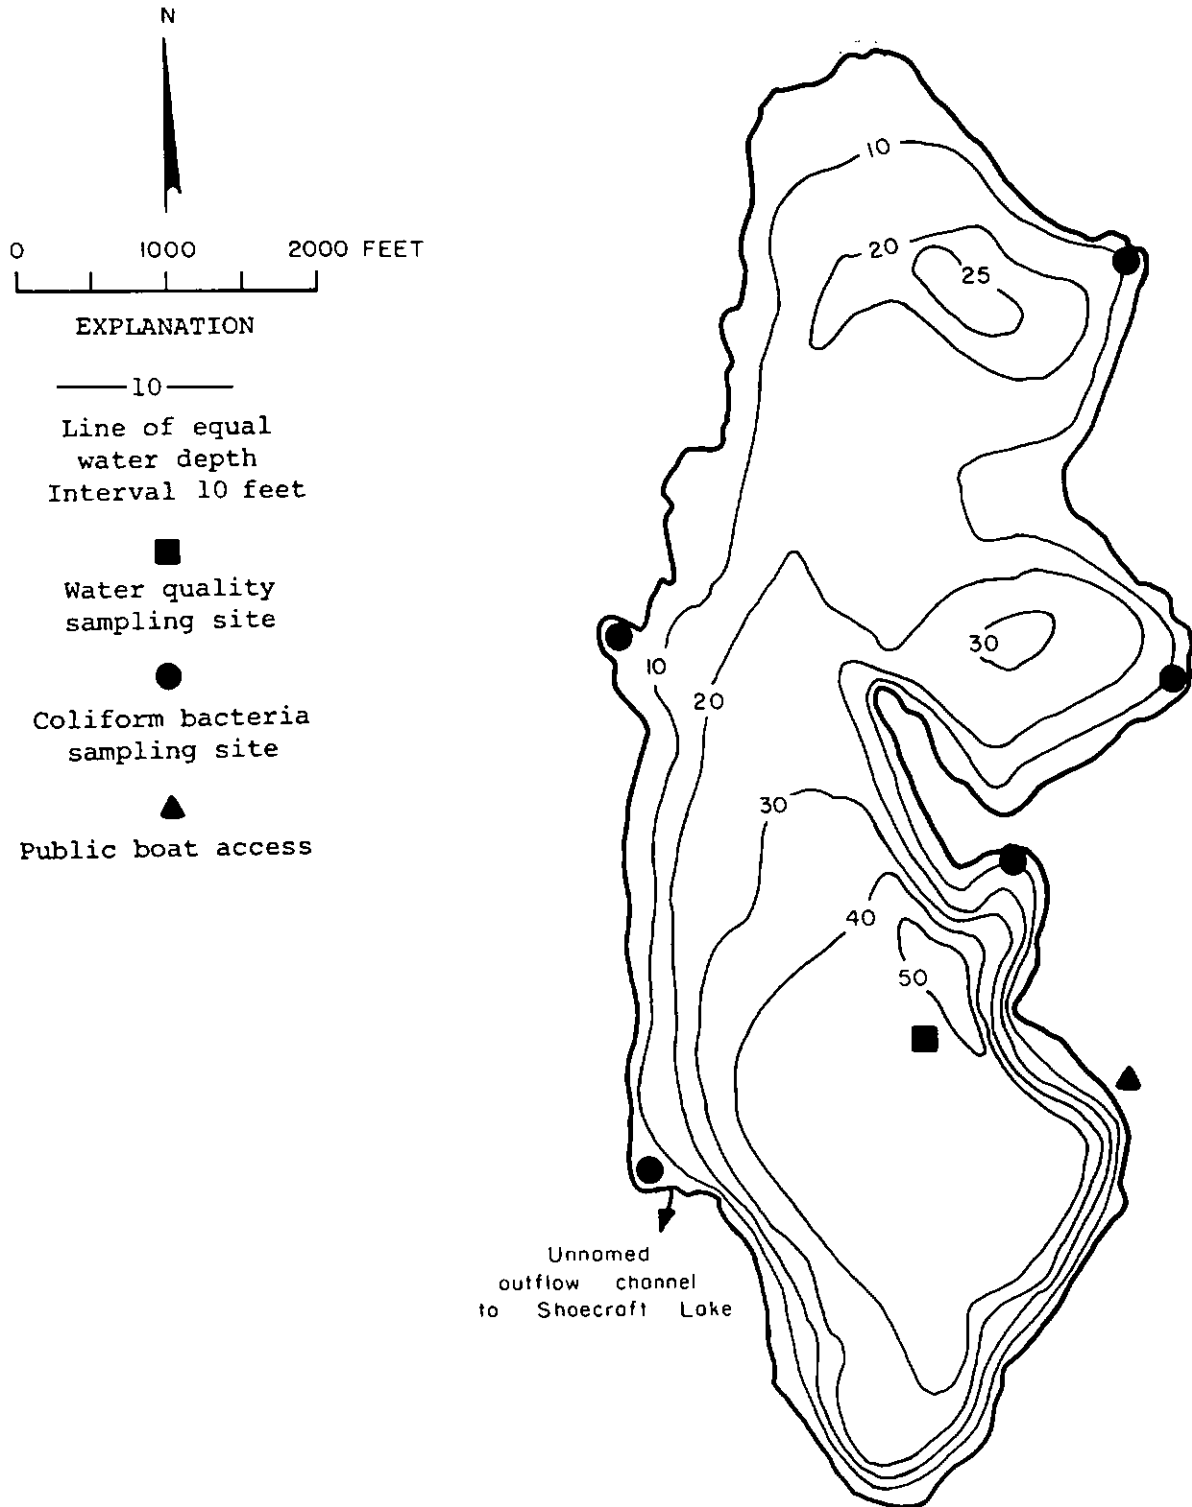 N
0 1000 2000 FEET
EXPLANATION
10
Line of equal
water depth
Interval 10 feet
Water quality
sampling site
Coliform bacteria
sampling site
Public boat access
10
20
25
30
10
20
30
40
50
Unnamed
outflow channel
to Shoecraft Lake